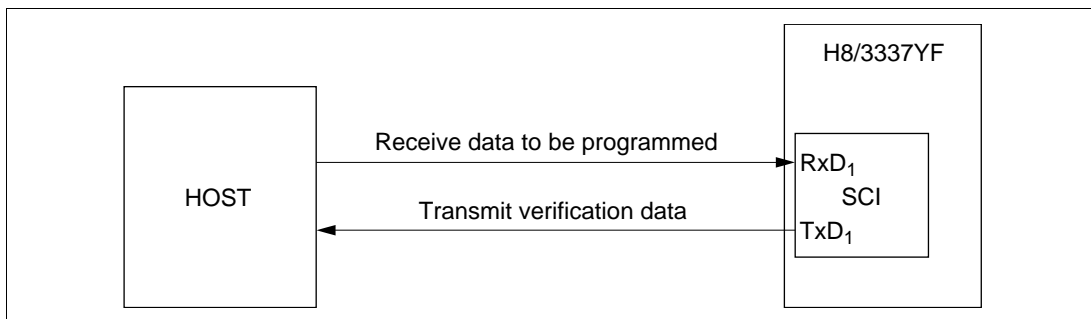 H8/3337YF
Receive data to be programmed
RxD₁
HOST
SCI
Transmit verification data
TxD₁